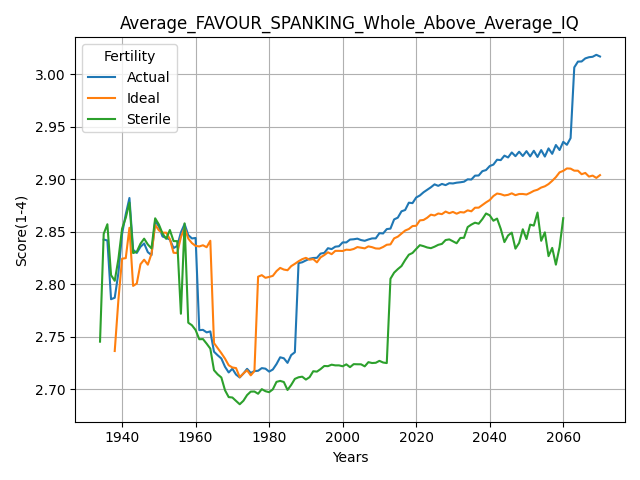 Average_FAVOUR_SPANKING_Whole_Above_Average_IQ
Fertility
Actual
Ideal
Sterile
Score(1-4)
3.00
2.95
2.90
2.85
2.80
2.75
2.70
1940 1960 1980 2000 2020 2040 2060
Years